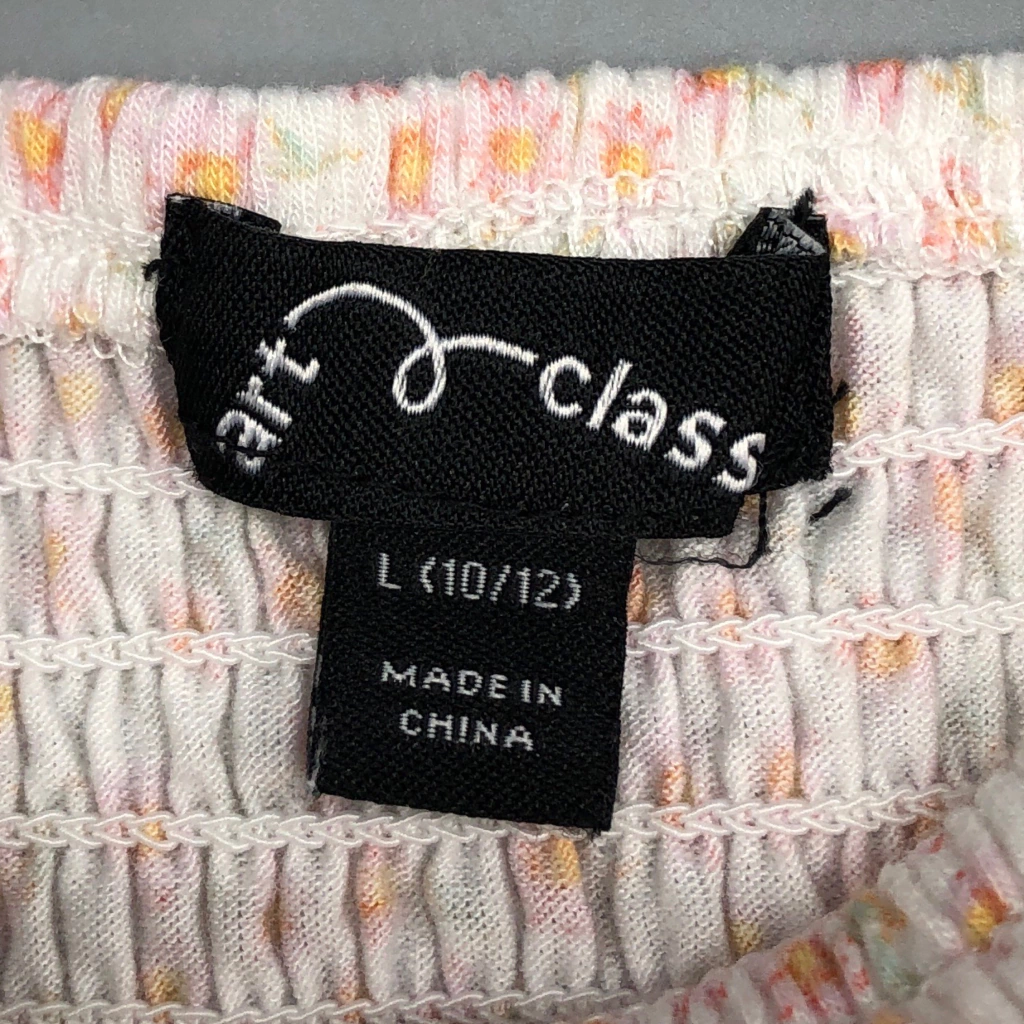 art class
L (10/12)
MADE IN
CHINA